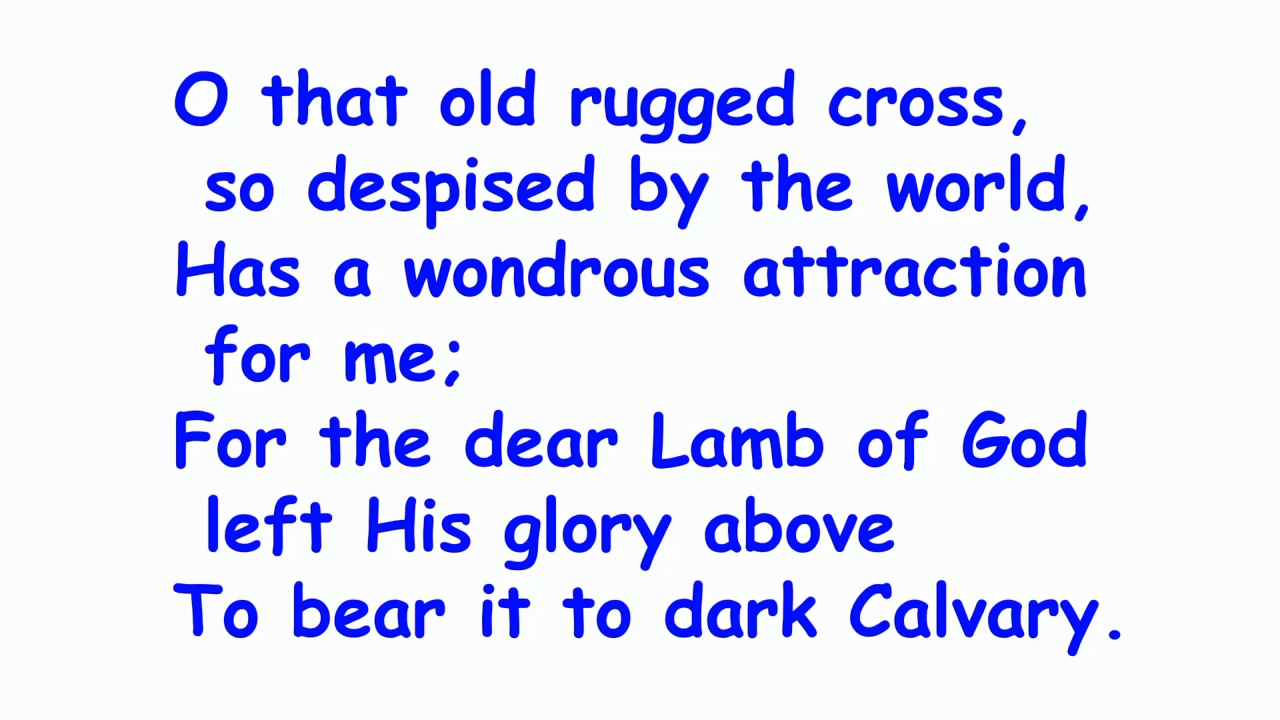 O that old rugged cross,
so despised by the world,
Has a wondrous attraction
for me;
For the dear Lamb of God
left His glory above
To bear it to dark Calvary.